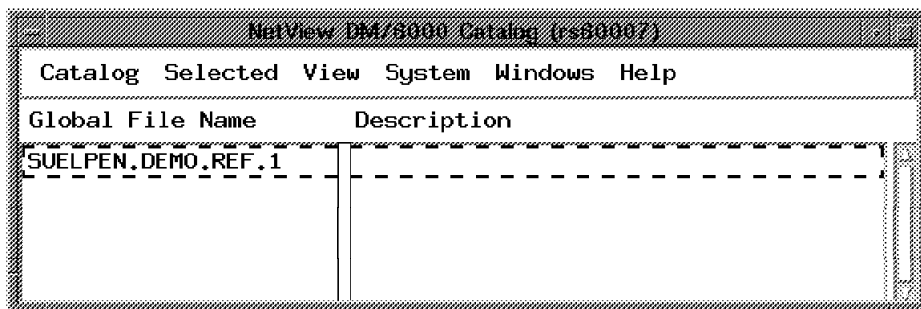 NetView DM/6000 Catalog (rs60007)
Catalog Selected View System Windows Help
Global File Name Description
SUELPEN.DEMO.REF.1